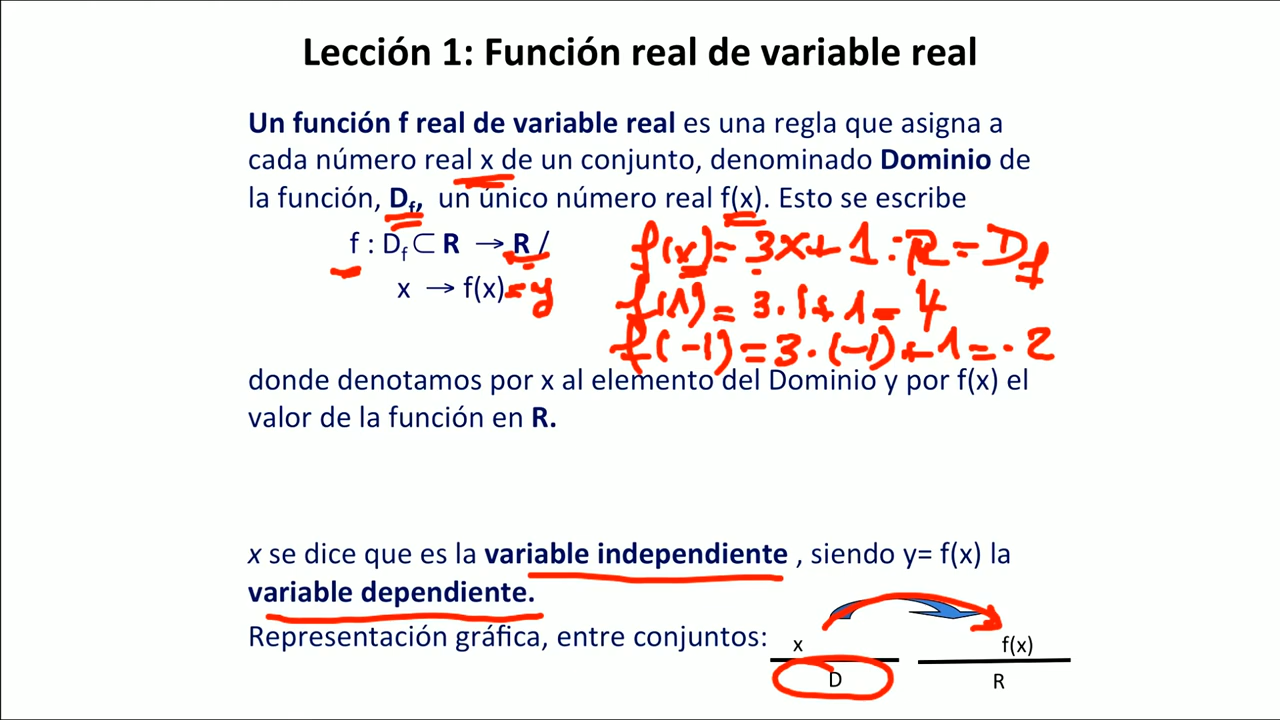 Lección 1: Función real de variable real
Un función f real de variable real es una regla que asigna a
cada número real x de un conjunto, denominado Dominio de
la función, Df, un único número real f(x). Esto se escribe
f : Df ⊂ R → R /
x → f(x) = y
f(x) = 3x + 1 : R = Df
f(1) = 3 · 1 + 1 = 4
f(-1) = 3 · (-1) + 1 = -2
donde denotamos por x al elemento del Dominio y por f(x) el
valor de la función en R.
x se dice que es la variable independiente , siendo y= f(x) la
variable dependiente.
Representación gráfica, entre conjuntos:
x f(x)
D R